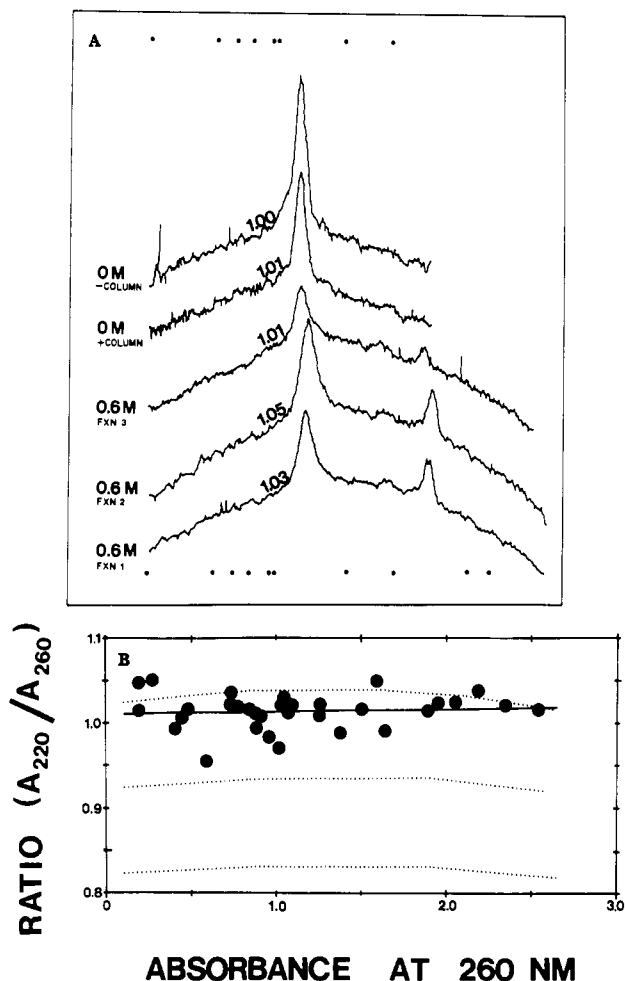 A
1.00
0 M
-COLUMN
1.01
0 M
+COLUMN
1.01
0.6 M
FXN 3
1.05
0.6 M
FXN 2
1.03
0.6 M
FXN 1
B
RATIO (A220/A260)
1.1
1.0
0.9
0.8
0
1.0
2.0
3.0
ABSORBANCE AT 260 NM